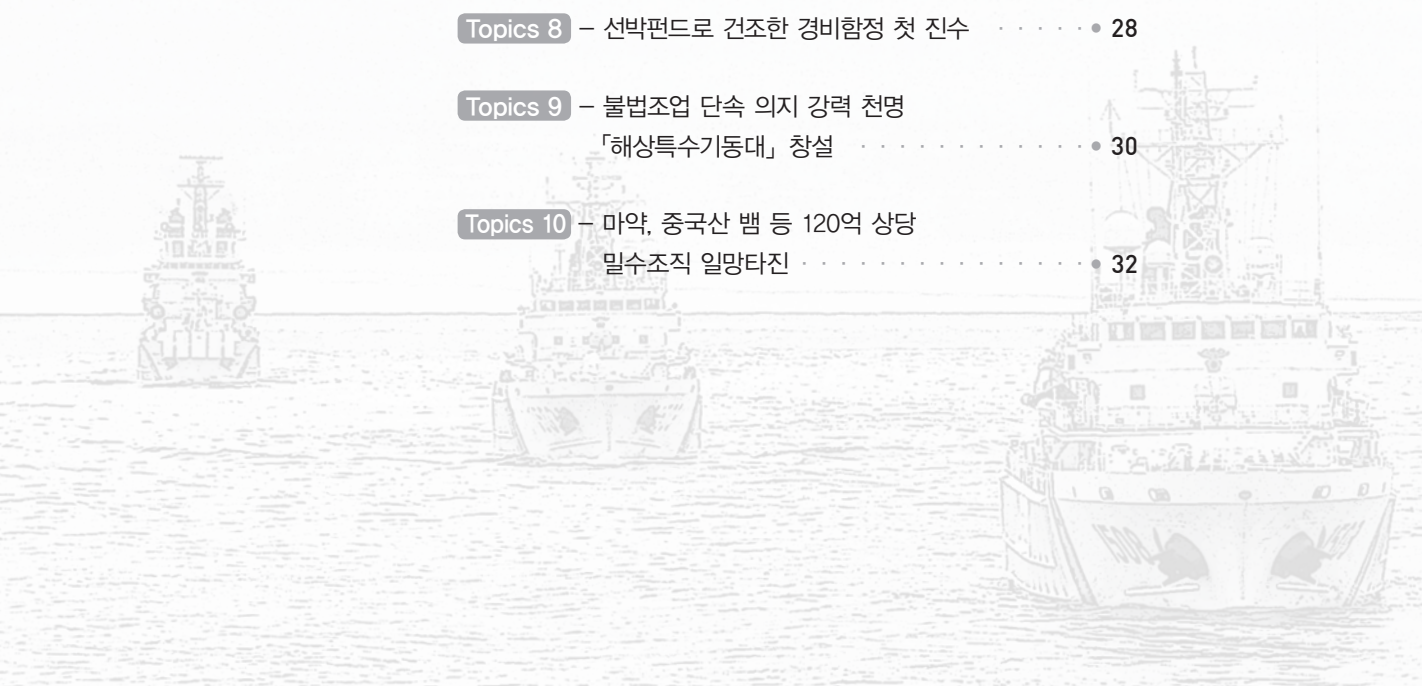 Topics 8 – 선박펀드로 건조한 경비함정 첫 진수 · · · · · ● 28
Topics 9 – 불법조업 단속 의지 강력 천명
「해상특수기동대」 창설 · · · · · · · · · · · · ● 30
Topics 10 – 마약, 중국산 뱀 등 120억 상당
밀수조직 일망타진 · · · · · · · · · · · · · · · ● 32